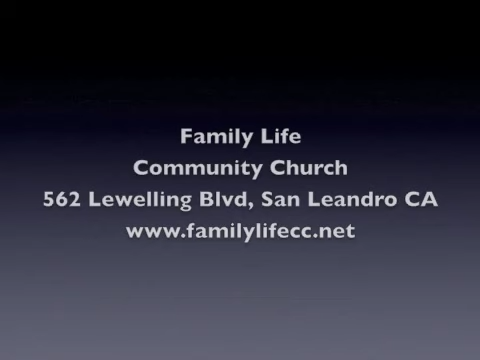 Family Life
Community Church
562 Lewelling Blvd, San Leandro CA
www.familylifecc.net